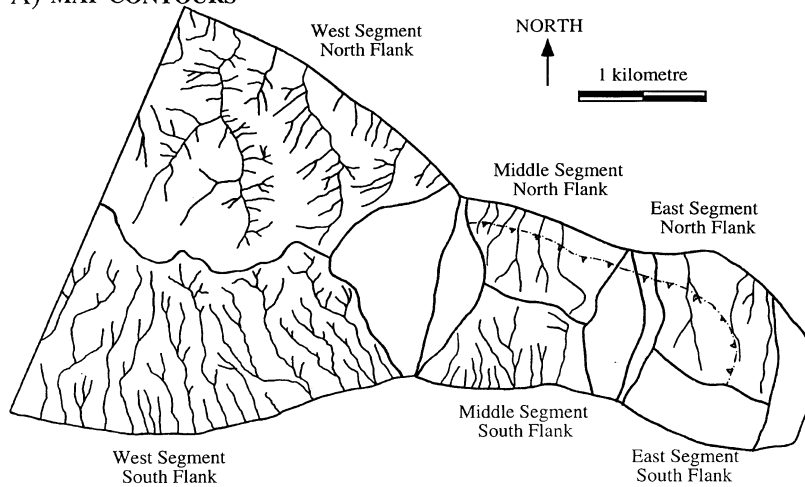 A) MAP CONTOURS
West Segment
North Flank
NORTH
1 kilometre
Middle Segment
North Flank
East Segment
North Flank
Middle Segment
South Flank
West Segment
South Flank
East Segment
South Flank